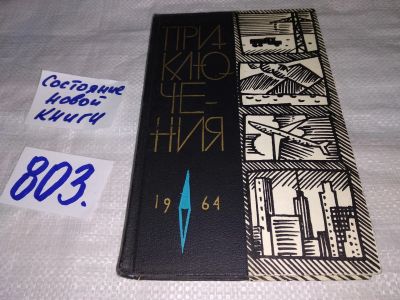 Состояние
новой
книги
803.
ПРИ
КЛЮ
ЧЕ-
НИЯ
19 64